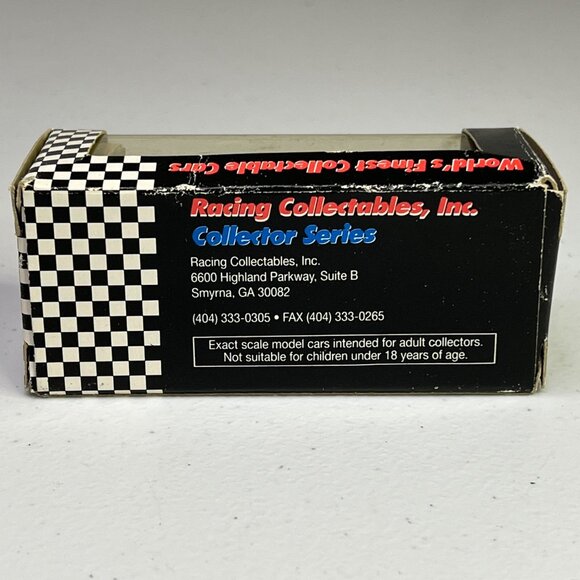 World's Finest Collectable Cars
Racing Collectables, Inc.
Collector Series
Racing Collectables, Inc.
6600 Highland Parkway, Suite B
Smyrna, GA 30082
(404) 333-0305 • FAX (404) 333-0265
Exact scale model cars intended for adult collectors.
Not suitable for children under 18 years of age.